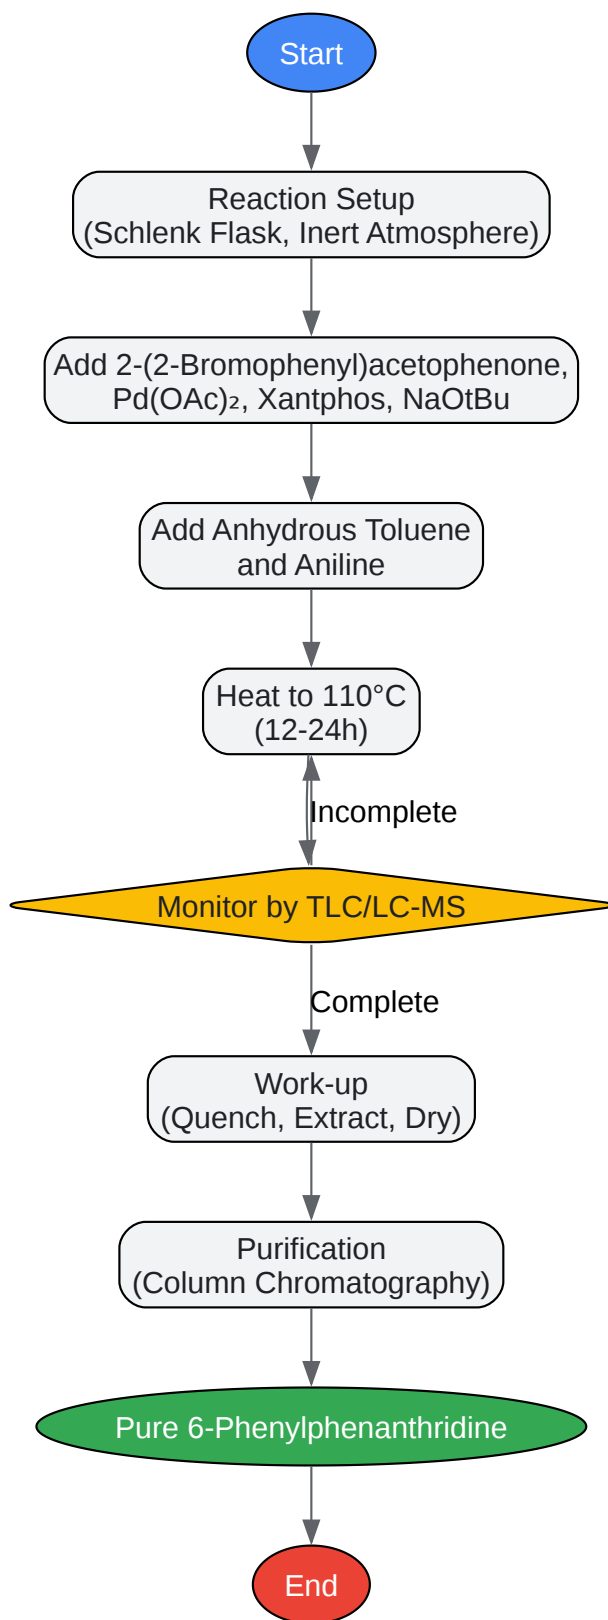 Start
Reaction Setup
(Schlenk Flask, Inert Atmosphere)
Add 2-(2-Bromophenyl)acetophenone,
Pd(OAc)₂, Xantphos, NaOtBu
Add Anhydrous Toluene
and Aniline
Heat to 110°C
(12-24h)
Incomplete
Monitor by TLC/LC-MS
Complete
Work-up
(Quench, Extract, Dry)
Purification
(Column Chromatography)
Pure 6-Phenylphenanthridine
End